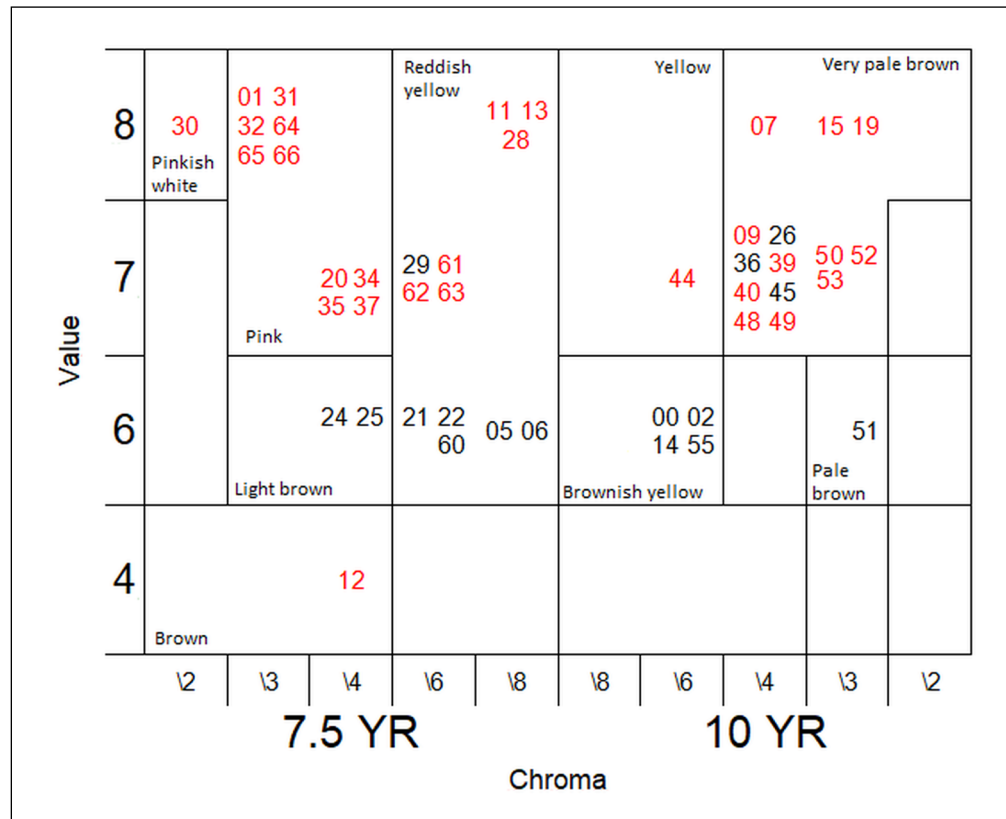 Reddish
yellow
Yellow
Very pale brown
8
30
Pinkish
white
01 31
32 64
65 66
11 13
28
07
15 19
7
20 34
35 37
Pink
29 61
62 63
44
09 26
36 39
40 45
48 49
50 52
53
Value
6
24 25
Light brown
21 22
60
05 06
00 02
14 55
Brownish yellow
51
Pale
brown
4
12
Brown
\2 \3 \4 \6 \8 \8 \6 \4 \3 \2
7.5 YR 10 YR
Chroma